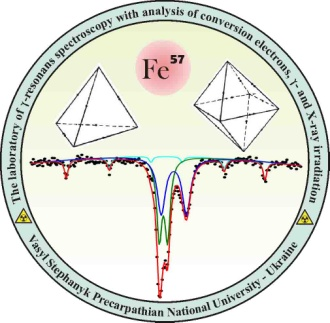 The laboratory of γ-resonans spectroscopy with analysis of conversion electrons, γ- and X-ray irradiation
Fe57
Vasyl Stephanyk Precarpathian National University - Ukraine